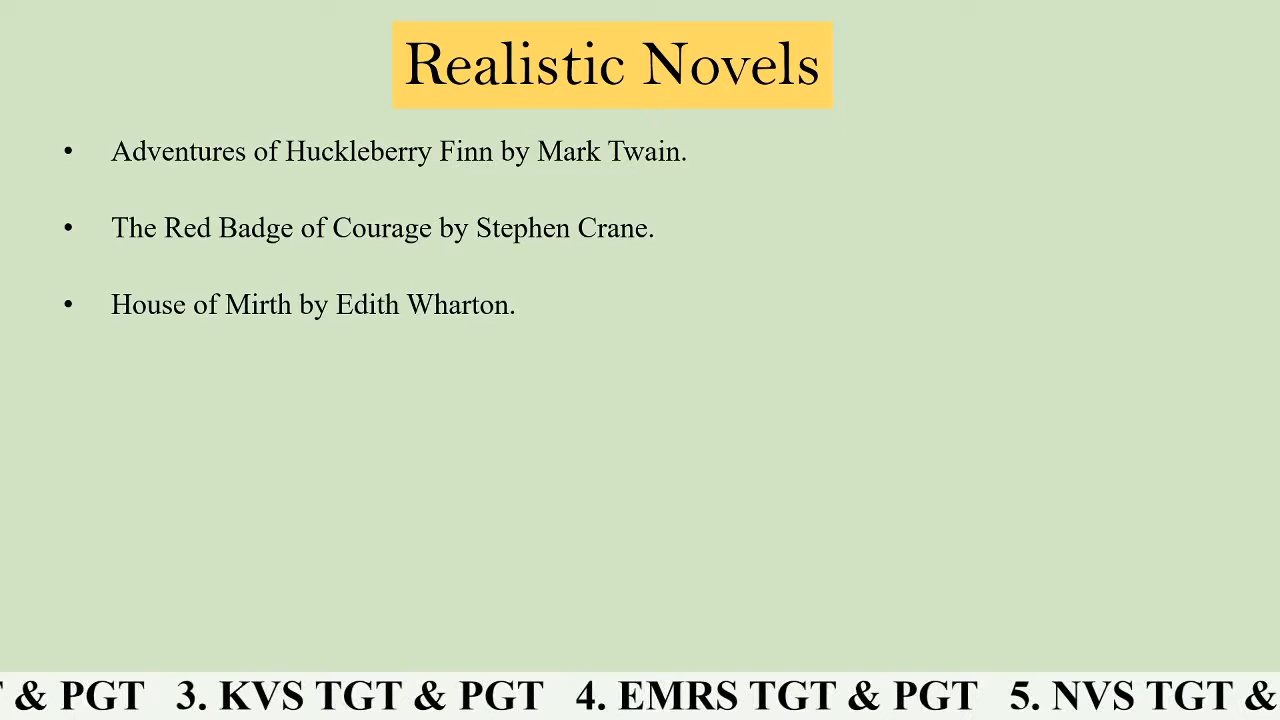 Realistic Novels
• Adventures of Huckleberry Finn by Mark Twain.
• The Red Badge of Courage by Stephen Crane.
• House of Mirth by Edith Wharton.
& PGT 3. KVS TGT & PGT 4. EMRS TGT & PGT 5. NVS TGT &